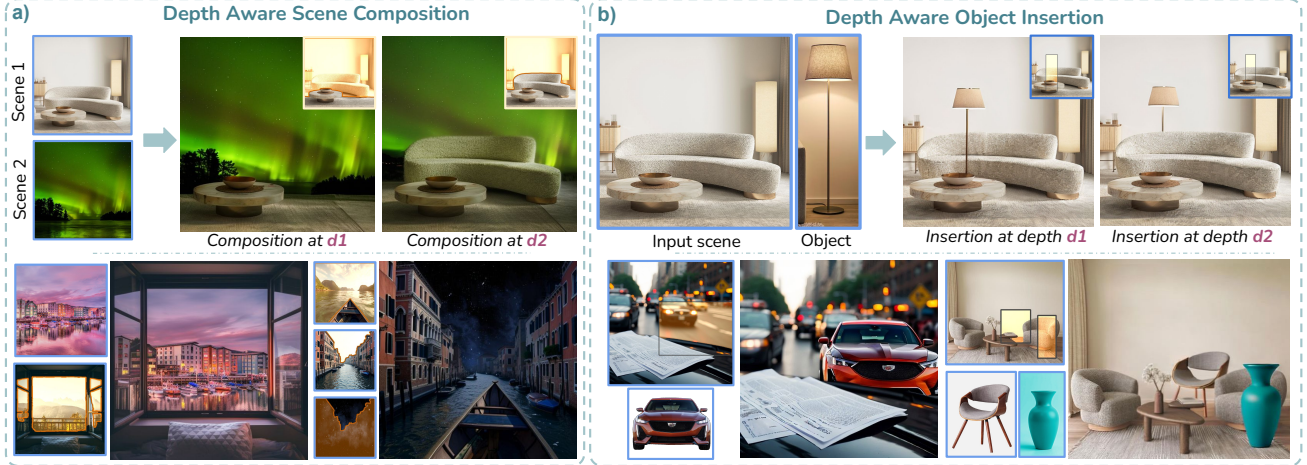 a)
Depth Aware Scene Composition
Scene 1
Scene 2
Composition at d1
Composition at d2
b)
Depth Aware Object Insertion
Input scene
Object
Insertion at depth d1
Insertion at depth d2